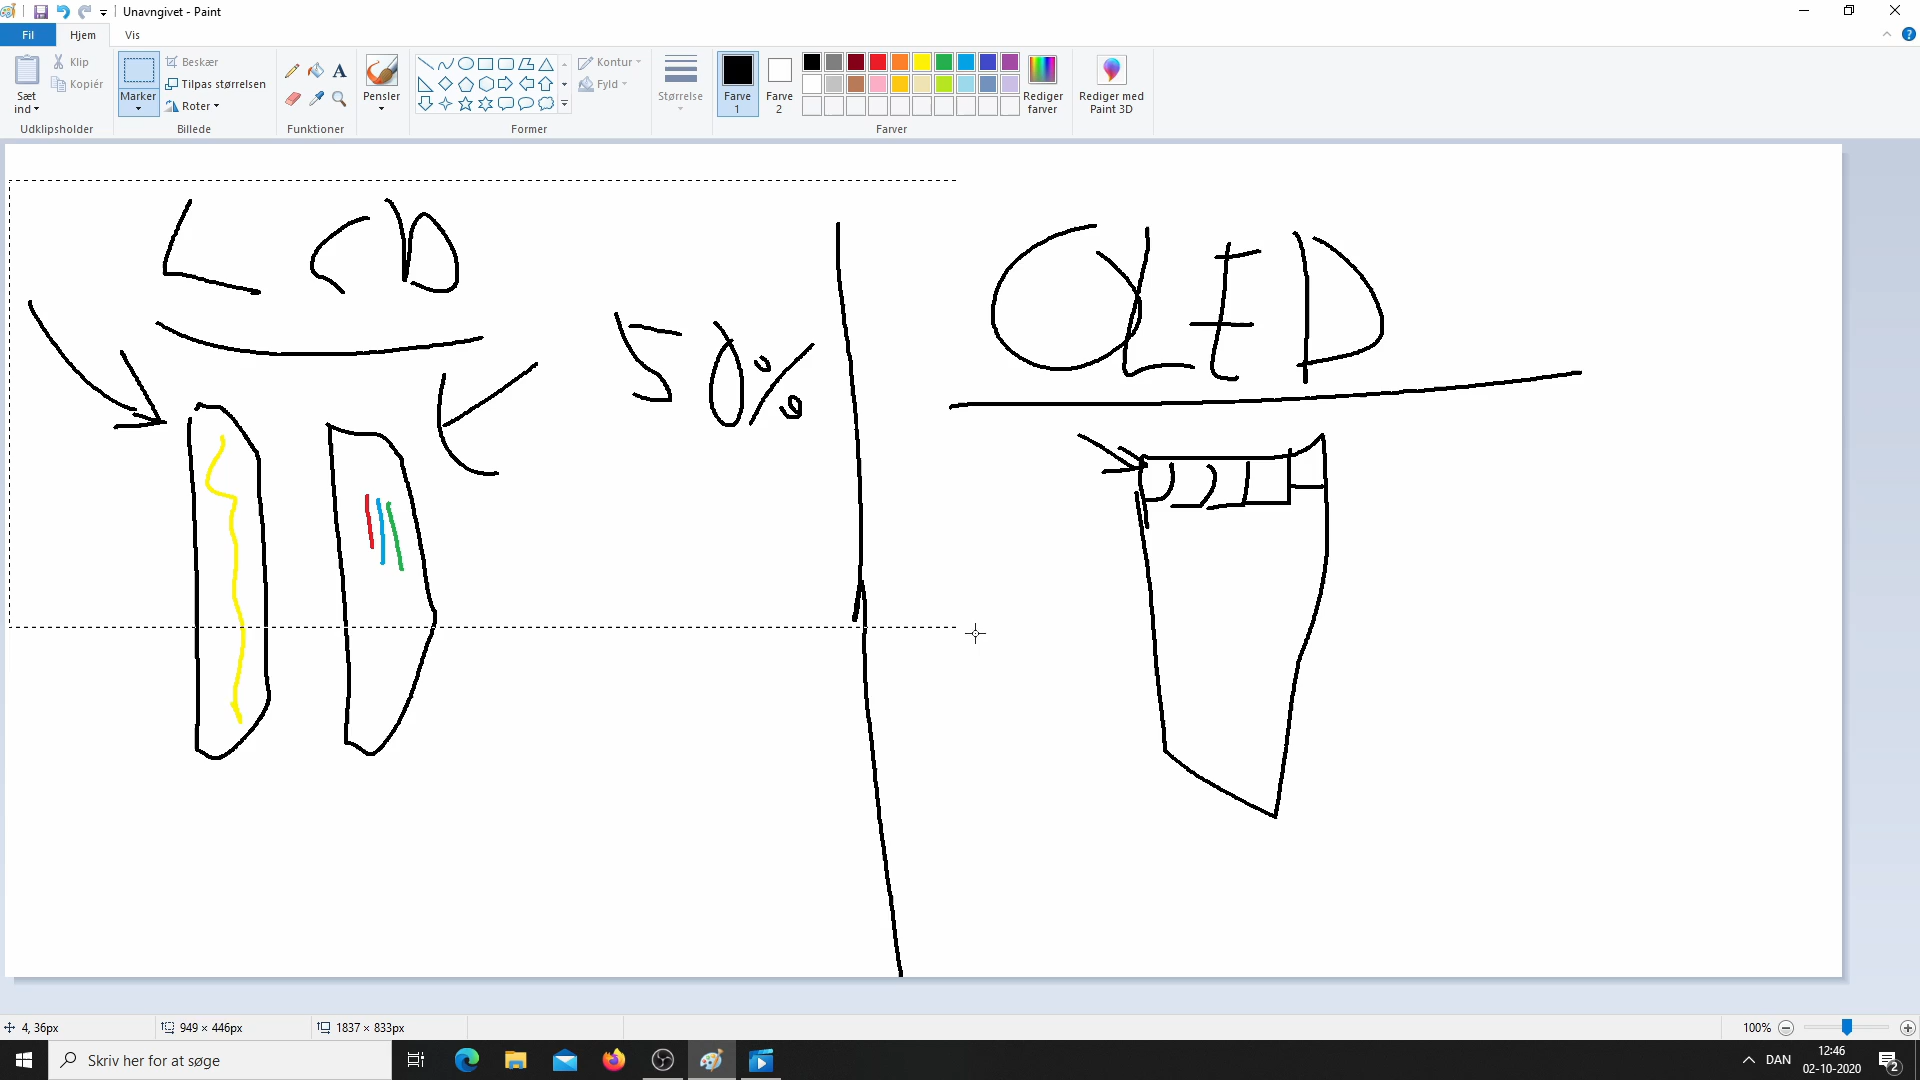 Unavngivet - Paint
Fil Hjem Vis
Sæt ind
Klip
Kopiér
Udklipsholder
Marker
Beskær
Tilpas størrelsen
Roter
Billede
A
Funktioner
Pensler
Kontur
Fyld
Former
Størrelse
Farve 1
Farve 2
Rediger farver
Farver
Rediger med Paint 3D
LCD
50%
OLED
4, 36px
949 × 446px
1837 × 833px
100%
Skriv her for at søge
DAN
12:46
02-10-2020
2